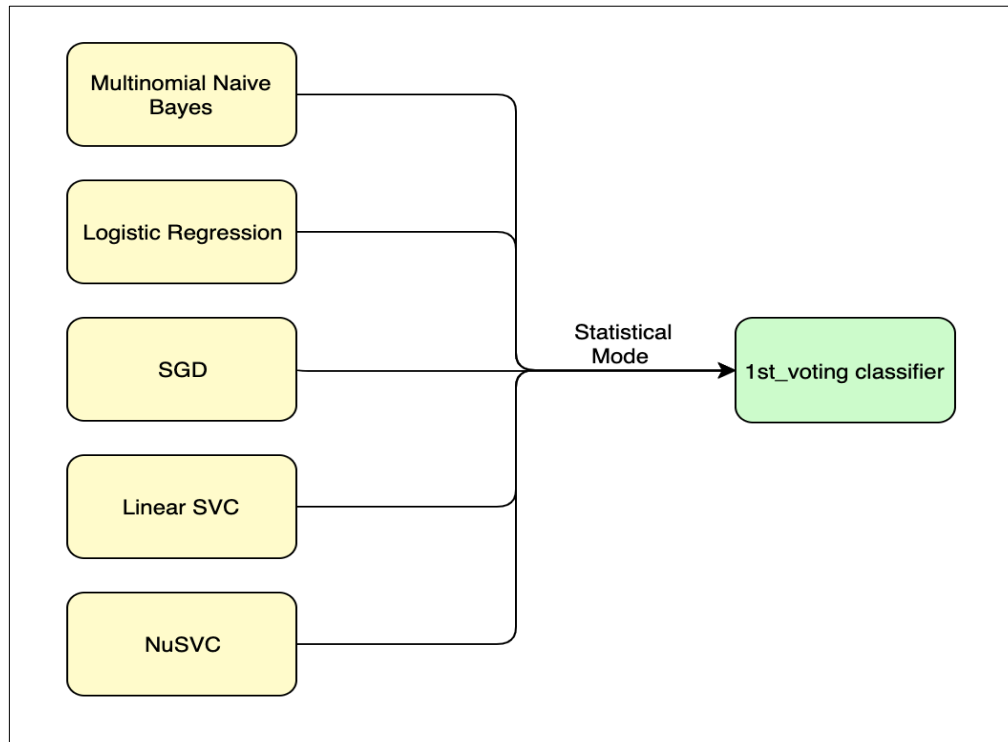 Multinomial Naive
Bayes
Logistic Regression
SGD
Linear SVC
NuSVC
Statistical
Mode
1st_voting classifier